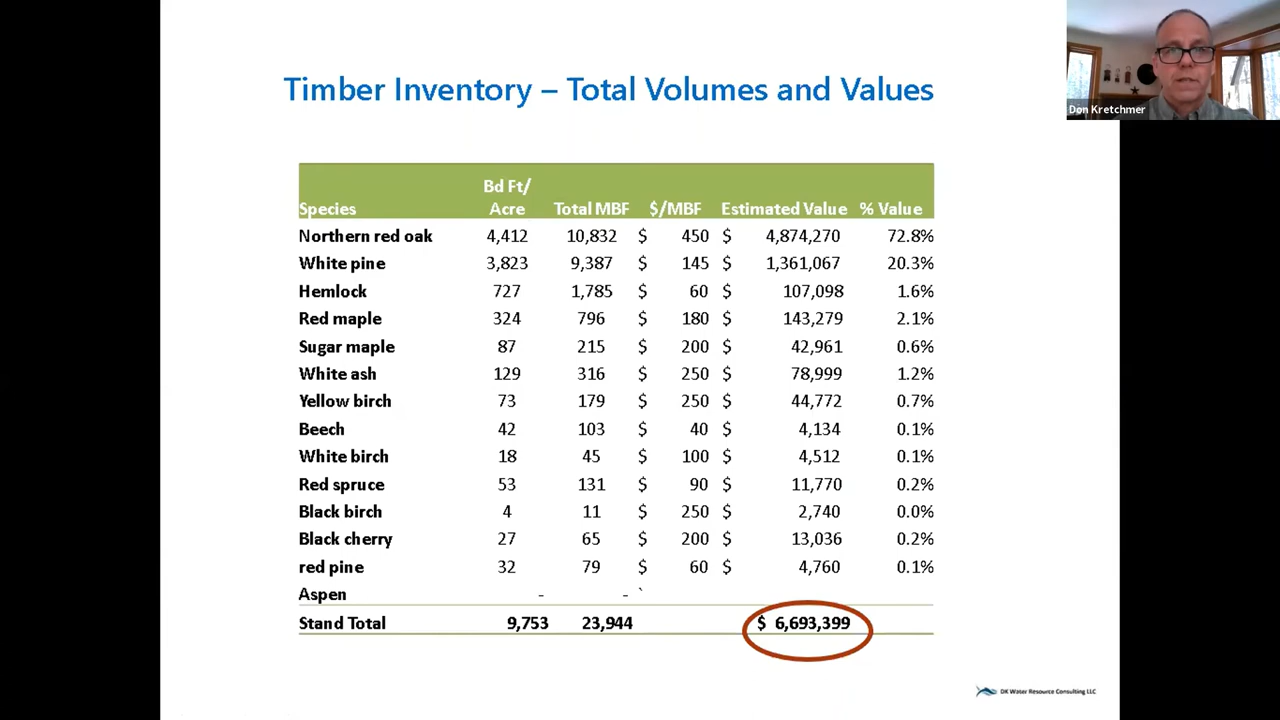 Timber Inventory – Total Volumes and Values
Don Kretchmer
Species Bd Ft/ Acre Total MBF $/MBF Estimated Value % Value
Northern red oak 4,412 10,832 $ 450 $ 4,874,270 72.8%
White pine 3,823 9,387 $ 145 $ 1,361,067 20.3%
Hemlock 727 1,785 $ 60 $ 107,098 1.6%
Red maple 324 796 $ 180 $ 143,279 2.1%
Sugar maple 87 215 $ 200 $ 42,961 0.6%
White ash 129 316 $ 250 $ 78,999 1.2%
Yellow birch 73 179 $ 250 $ 44,772 0.7%
Beech 42 103 $ 40 $ 4,134 0.1%
White birch 18 45 $ 100 $ 4,512 0.1%
Red spruce 53 131 $ 90 $ 11,770 0.2%
Black birch 4 11 $ 250 $ 2,740 0.0%
Black cherry 27 65 $ 200 $ 13,036 0.2%
red pine 32 79 $ 60 $ 4,760 0.1%
Aspen - - `
Stand Total 9,753 23,944 $ 6,693,399
DK Water Resource Consulting LLC